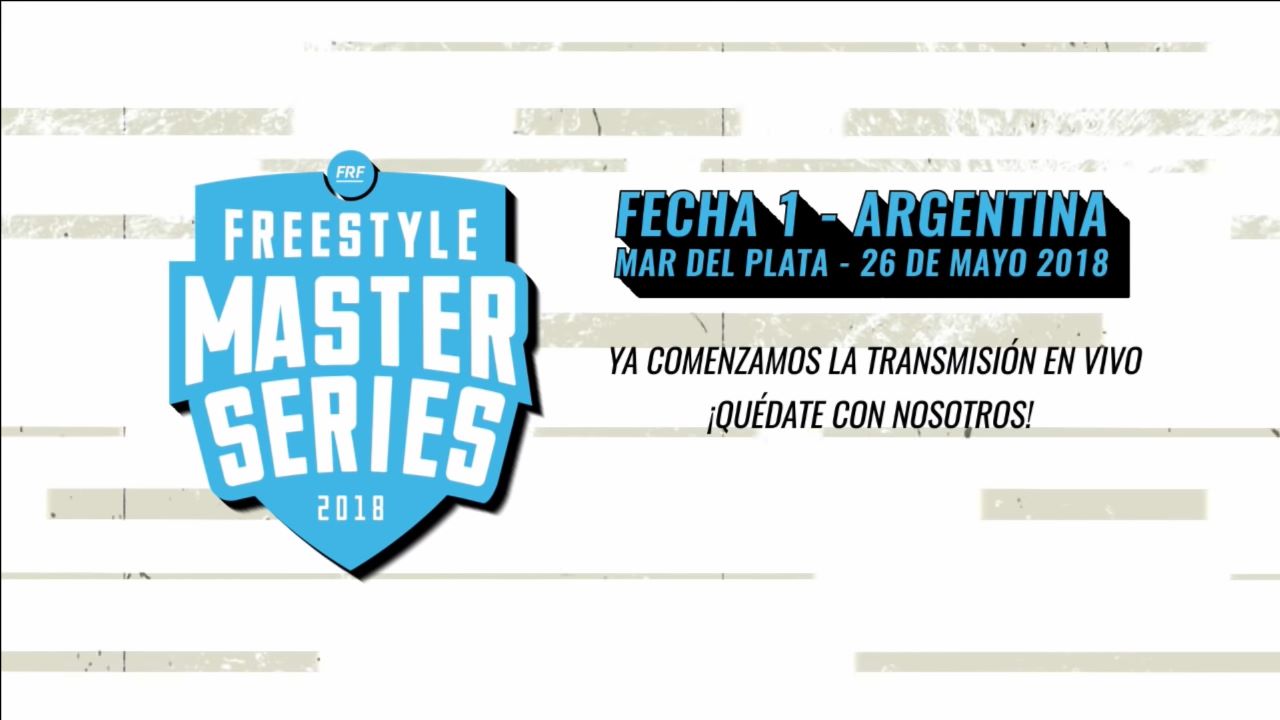 FRF
FREESTYLE
MASTER
SERIES
2018
FECHA 1 - ARGENTINA
MAR DEL PLATA - 26 DE MAYO 2018
YA COMENZAMOS LA TRANSMISIÓN EN VIVO
¡QUÉDATE CON NOSOTROS!